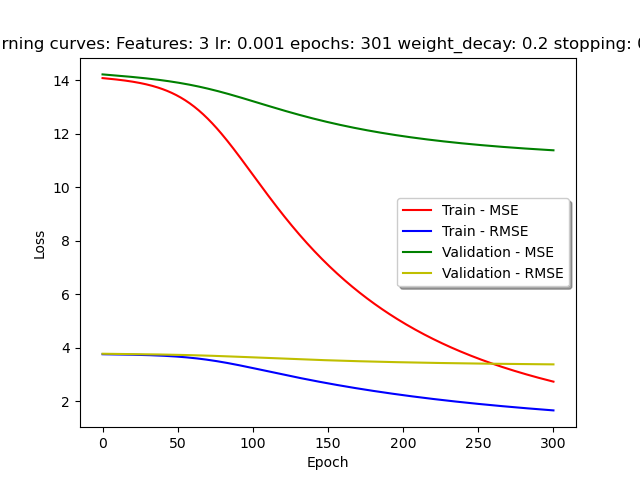 rning curves: Features: 3 lr: 0.001 epochs: 301 weight_decay: 0.2 stopping:
14
12
10
8
6
4
2
Loss
Train - MSE
Train - RMSE
Validation - MSE
Validation - RMSE
0 50 100 150 200 250 300
Epoch